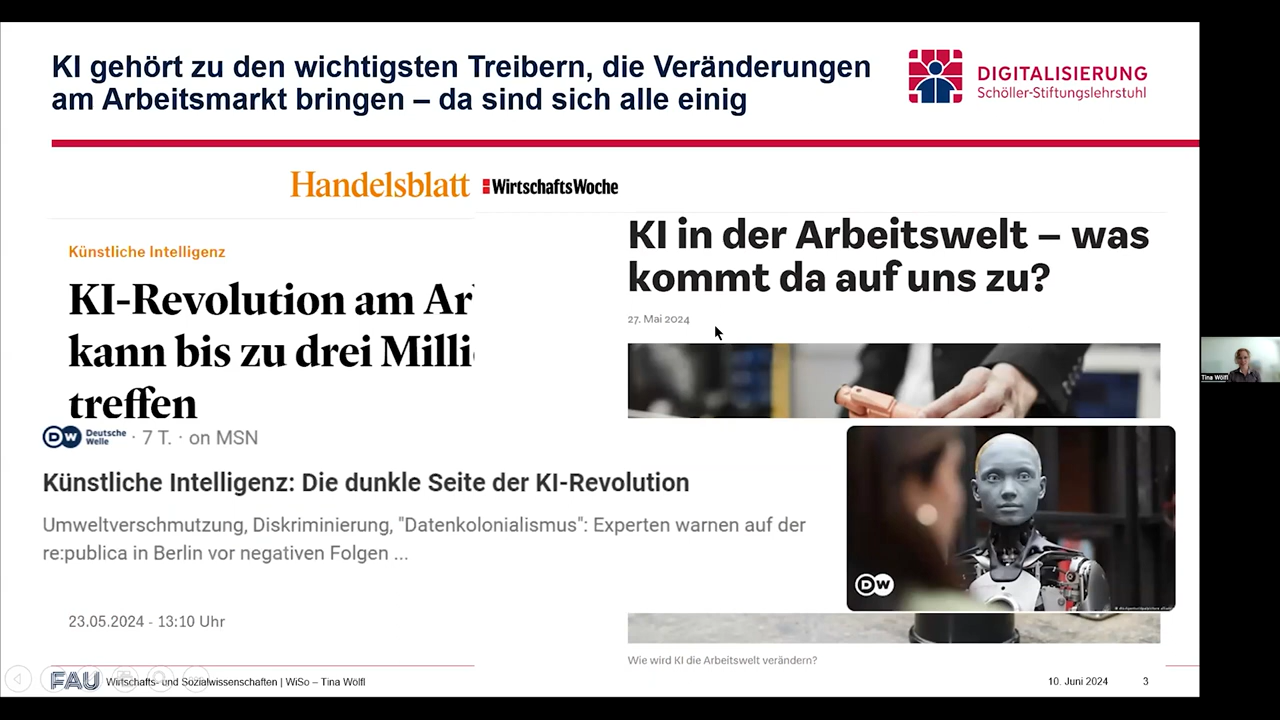 KI gehört zu den wichtigsten Treibern, die Veränderungen
am Arbeitsmarkt bringen – da sind sich alle einig
DIGITALISIERUNG
Schöller-Stiftungslehrstuhl
Handelsblatt
WirtschaftsWoche
Künstliche Intelligenz
KI-Revolution am Ar
kann bis zu drei Milli
treffen
KI in der Arbeitswelt – was
kommt da auf uns zu?
27. Mai 2024
DW Deutsche
Welle · 7 T. · on MSN
Künstliche Intelligenz: Die dunkle Seite der KI-Revolution
Umweltverschmutzung, Diskriminierung, "Datenkolonialismus": Experten warnen auf der
re:publica in Berlin vor negativen Folgen ...
DW
23.05.2024 - 13:10 Uhr
Wie wird KI die Arbeitswelt verändern?
FAU Wirtschafts- und Sozialwissenschaften | WiSo – Tina Wölfl
10. Juni 2024 3
Tina Wölfl